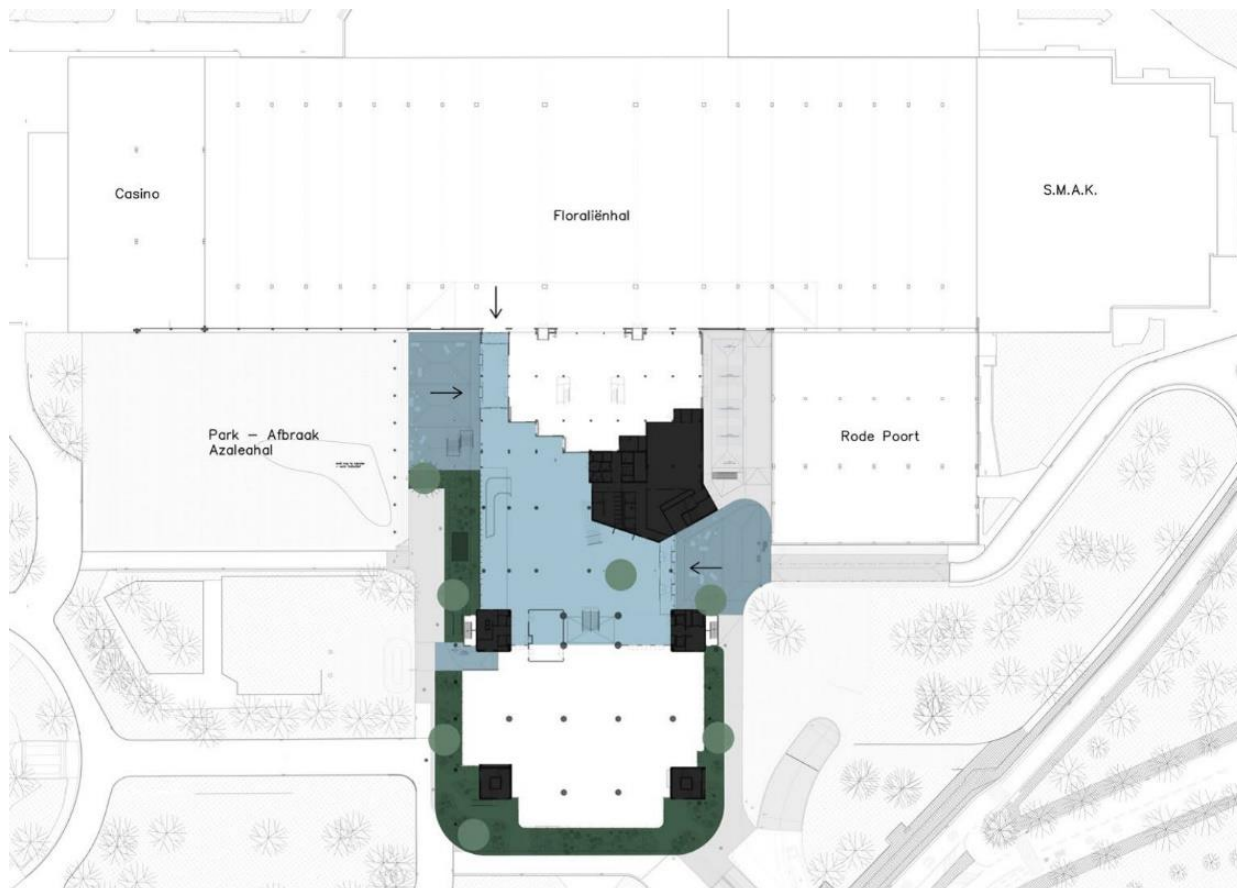 Casino
Floraliënhal
S.M.A.K.
Park – Afbraak
Azaleahal
Rode Poort